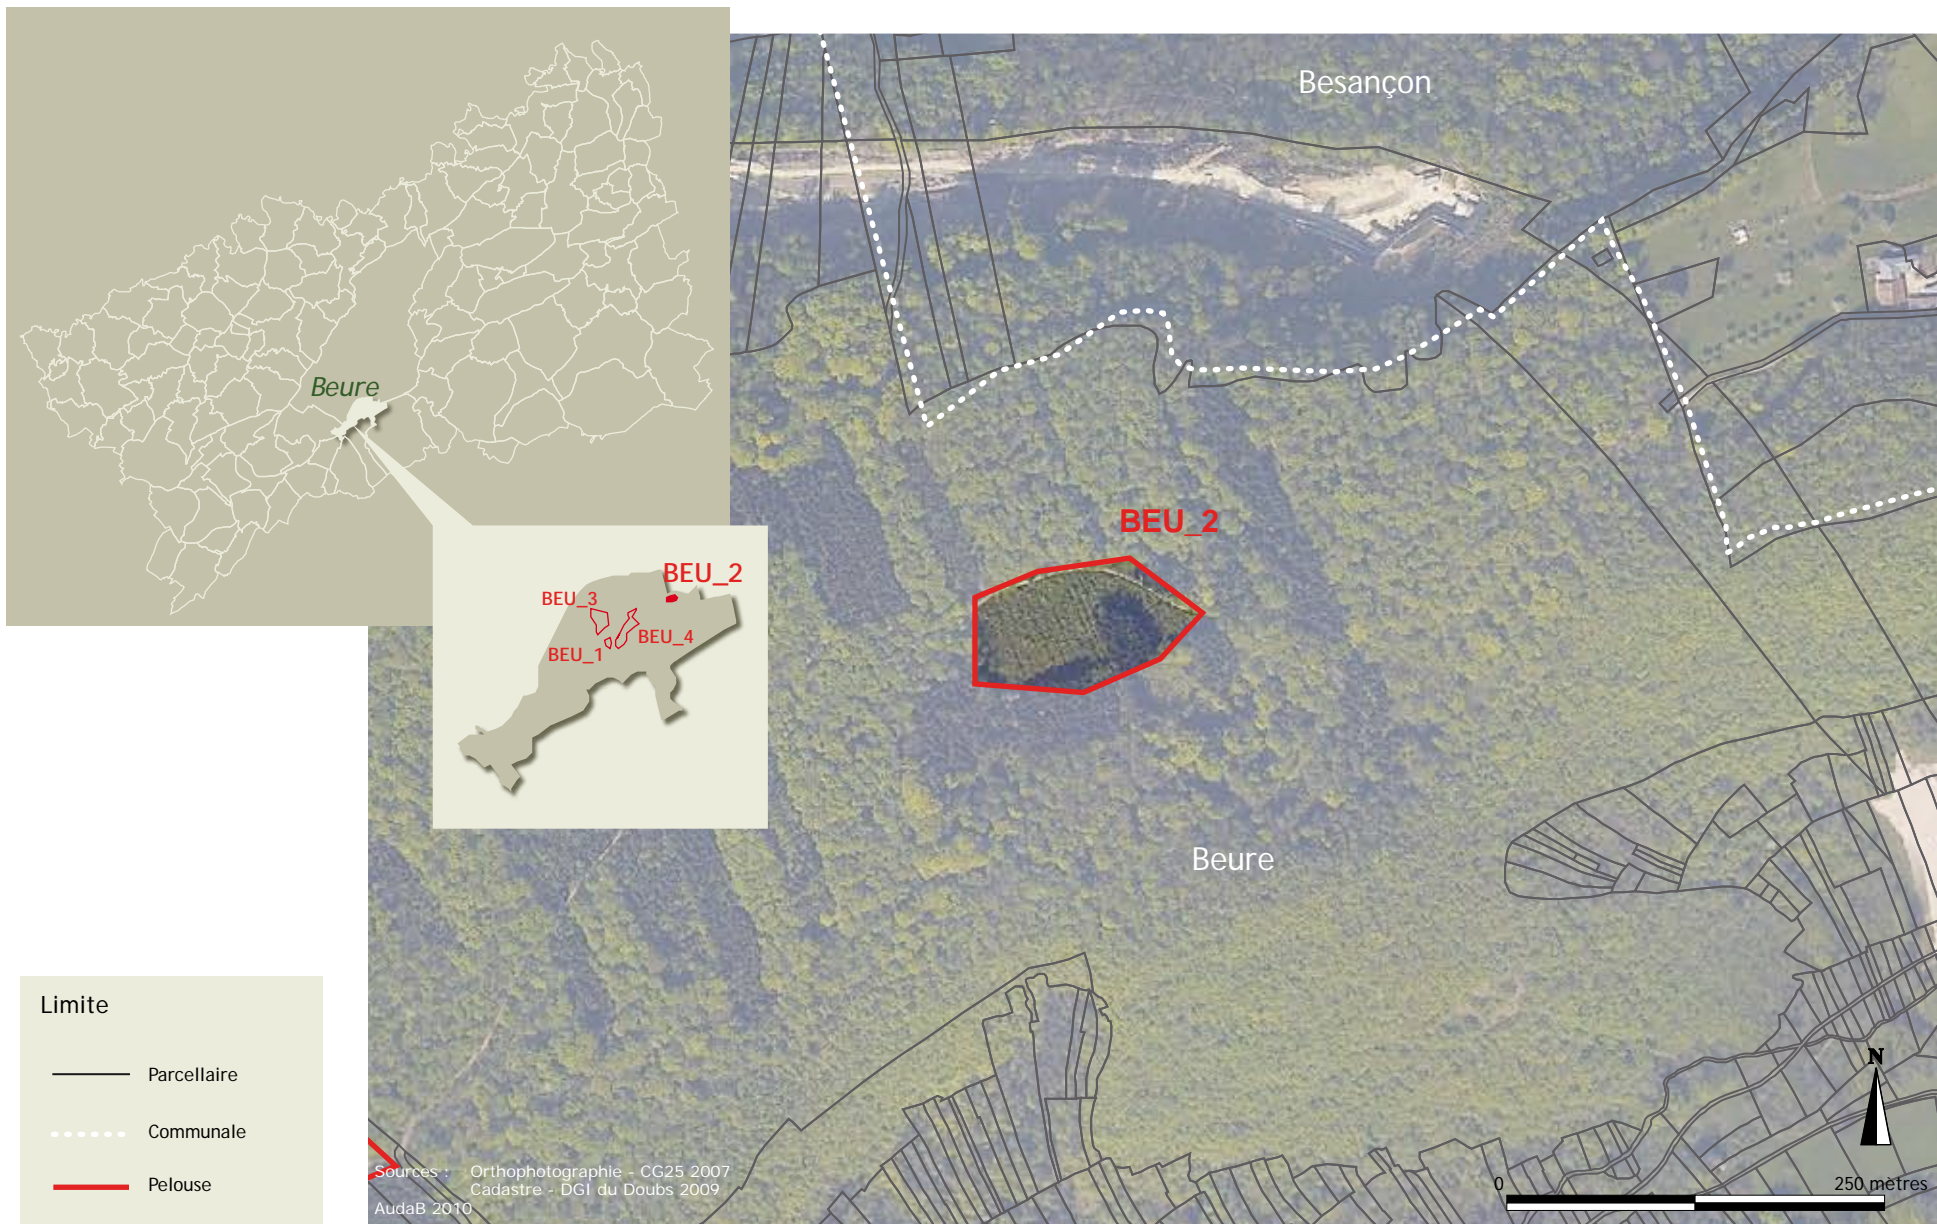 Besançon
Beure
BEU_2
BEU_2
BEU_3
BEU_4
BEU_1
Beure
Limite
Parcellaire
Communale
Pelouse
Sources : Orthophotographie - CG25 2007
Cadastre - DGI du Doubs 2009
AudaB 2010
N
0 250 mètres